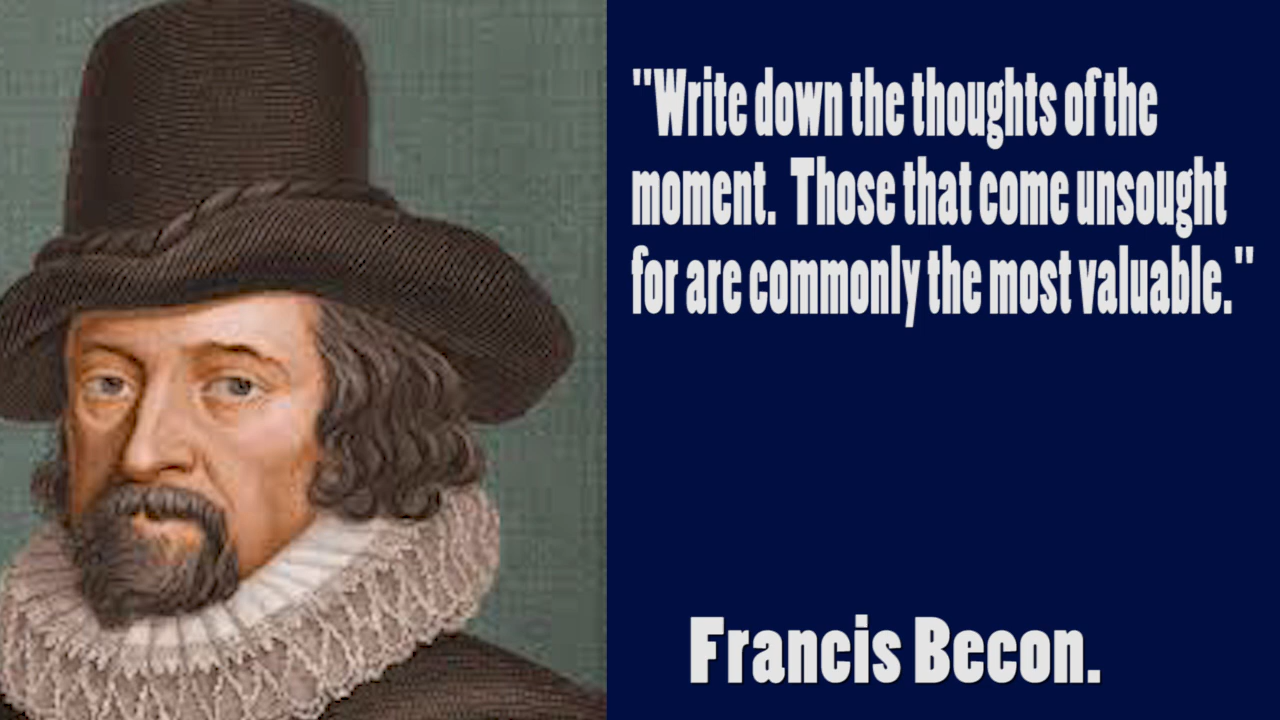 "Write down the thoughts of the
moment.  Those that come unsought
for are commonly the most valuable."
Francis Becon.